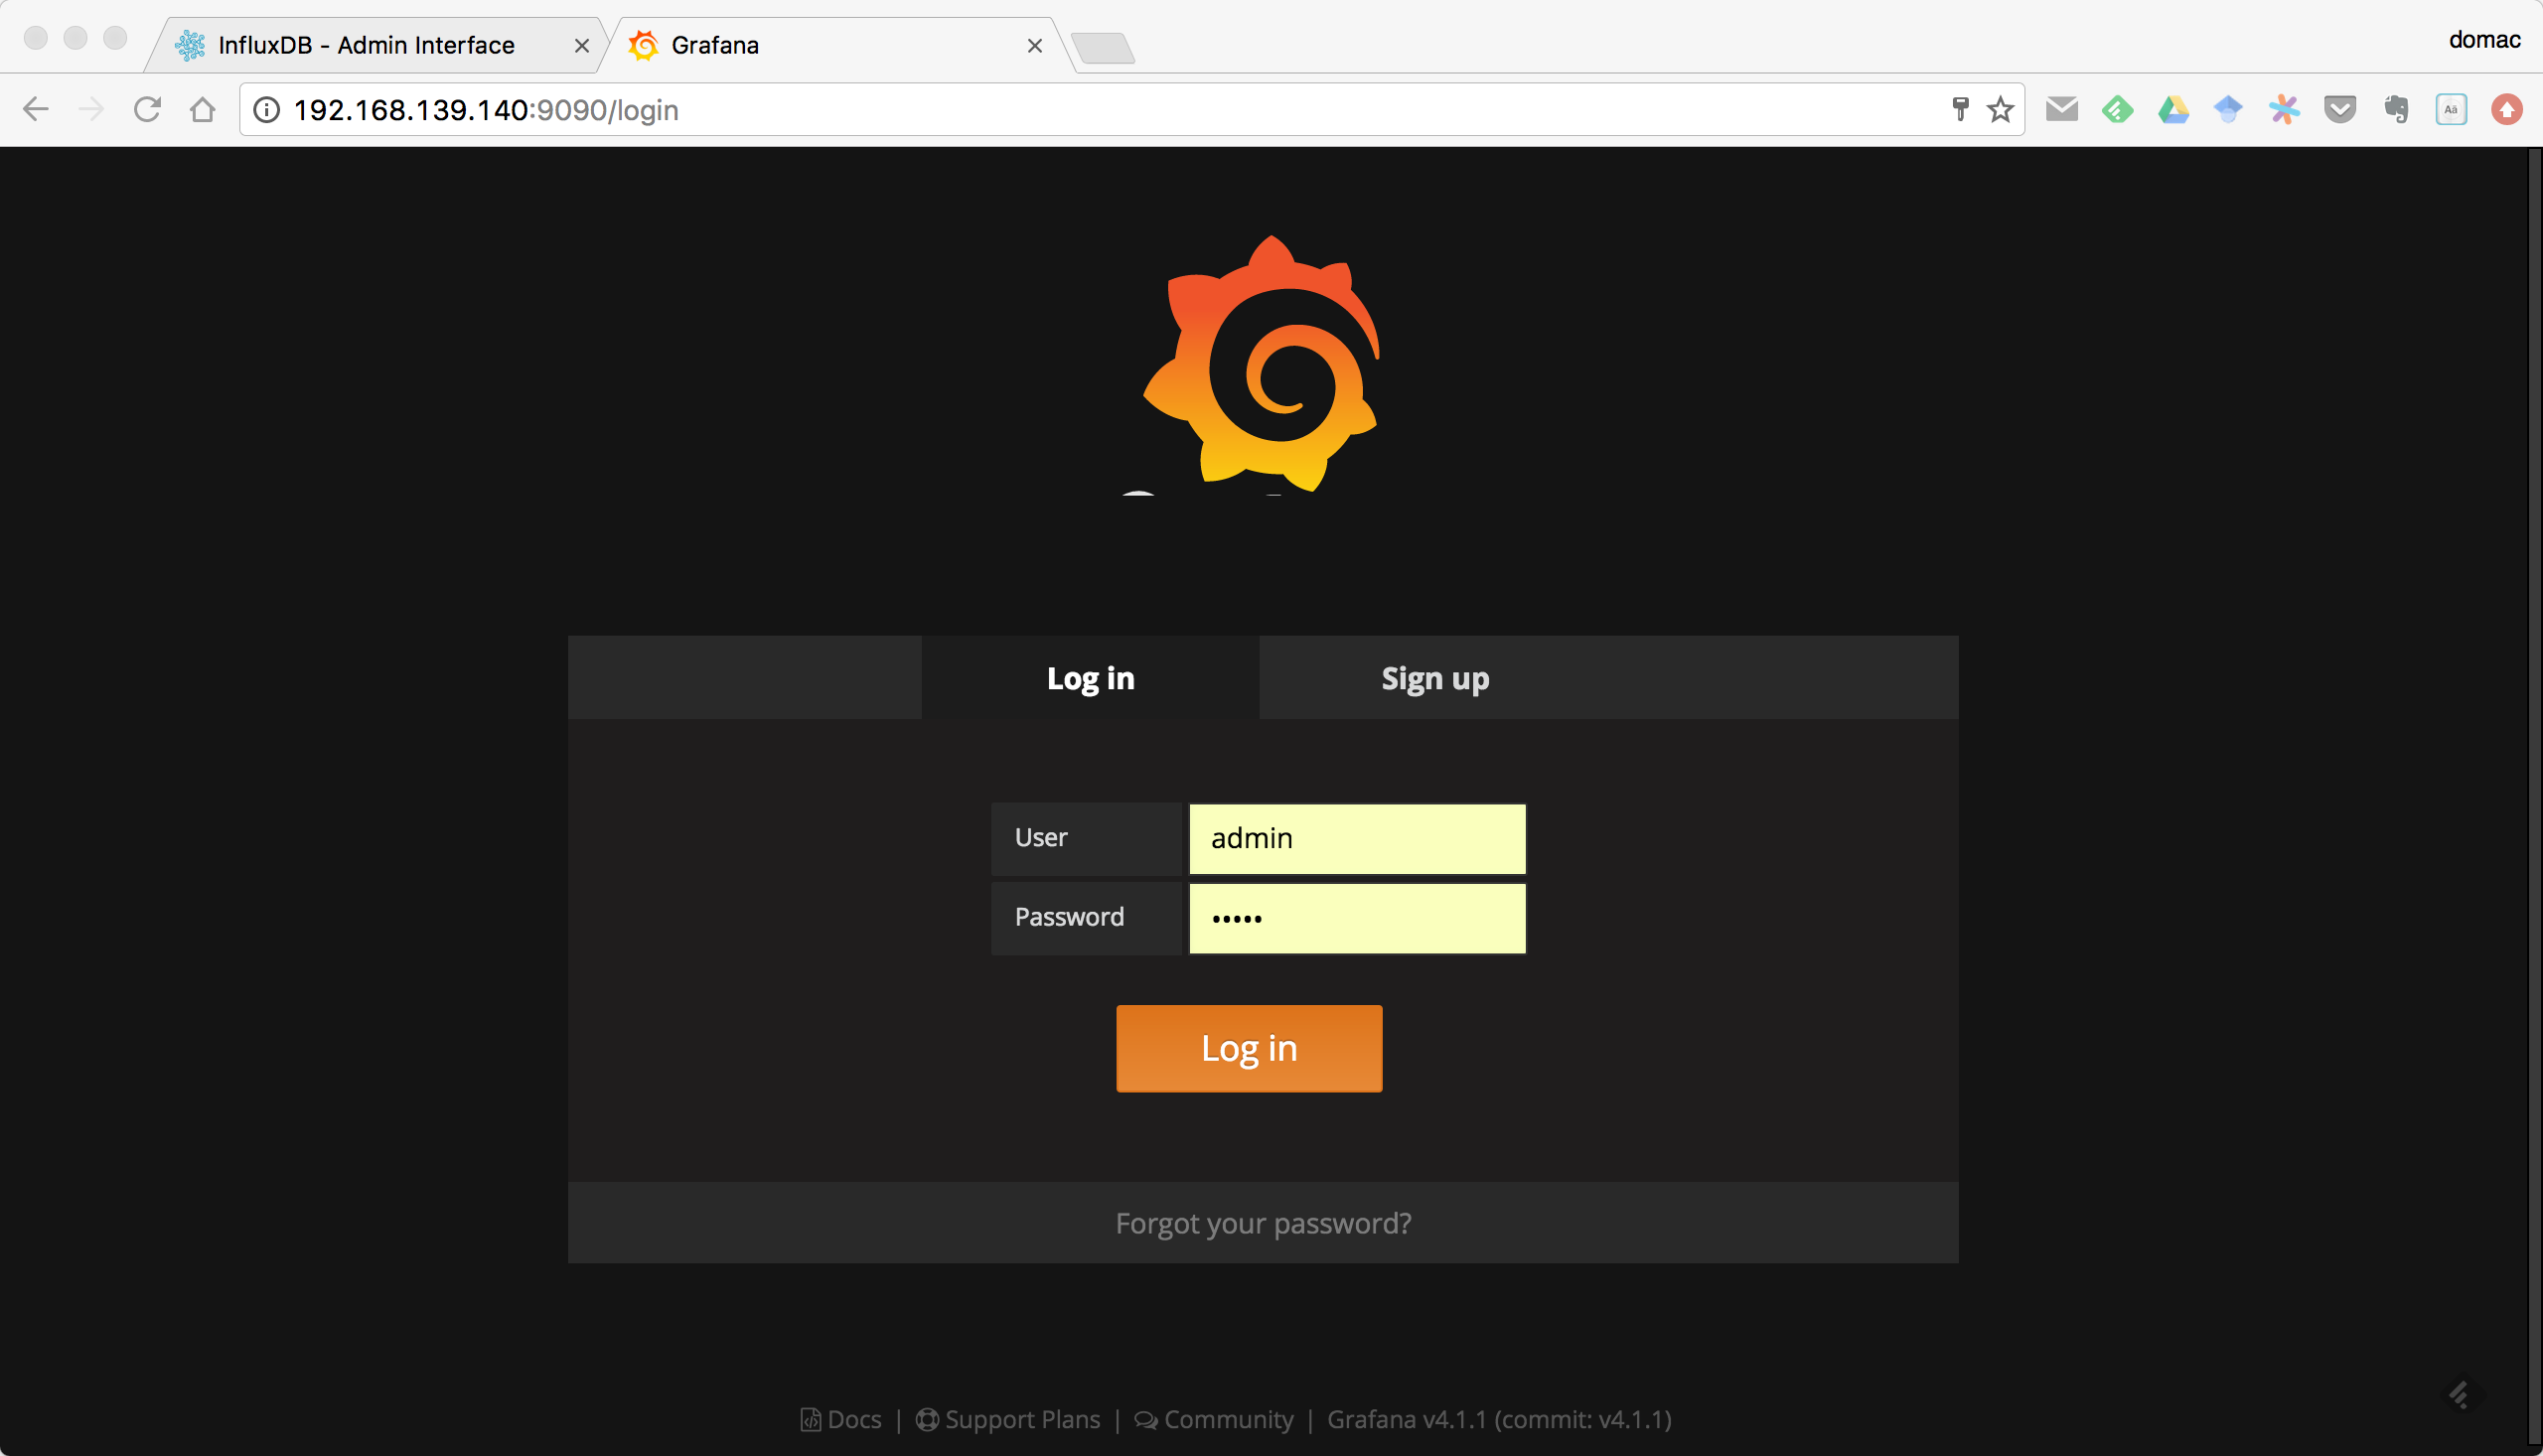 InfluxDB - Admin Interface
Grafana
domac
192.168.139.140:9090/login
Aā
Log in
Sign up
User
admin
Password
•••••
Log in
Forgot your password?
Docs | Support Plans | Community | Grafana v4.1.1 (commit: v4.1.1)